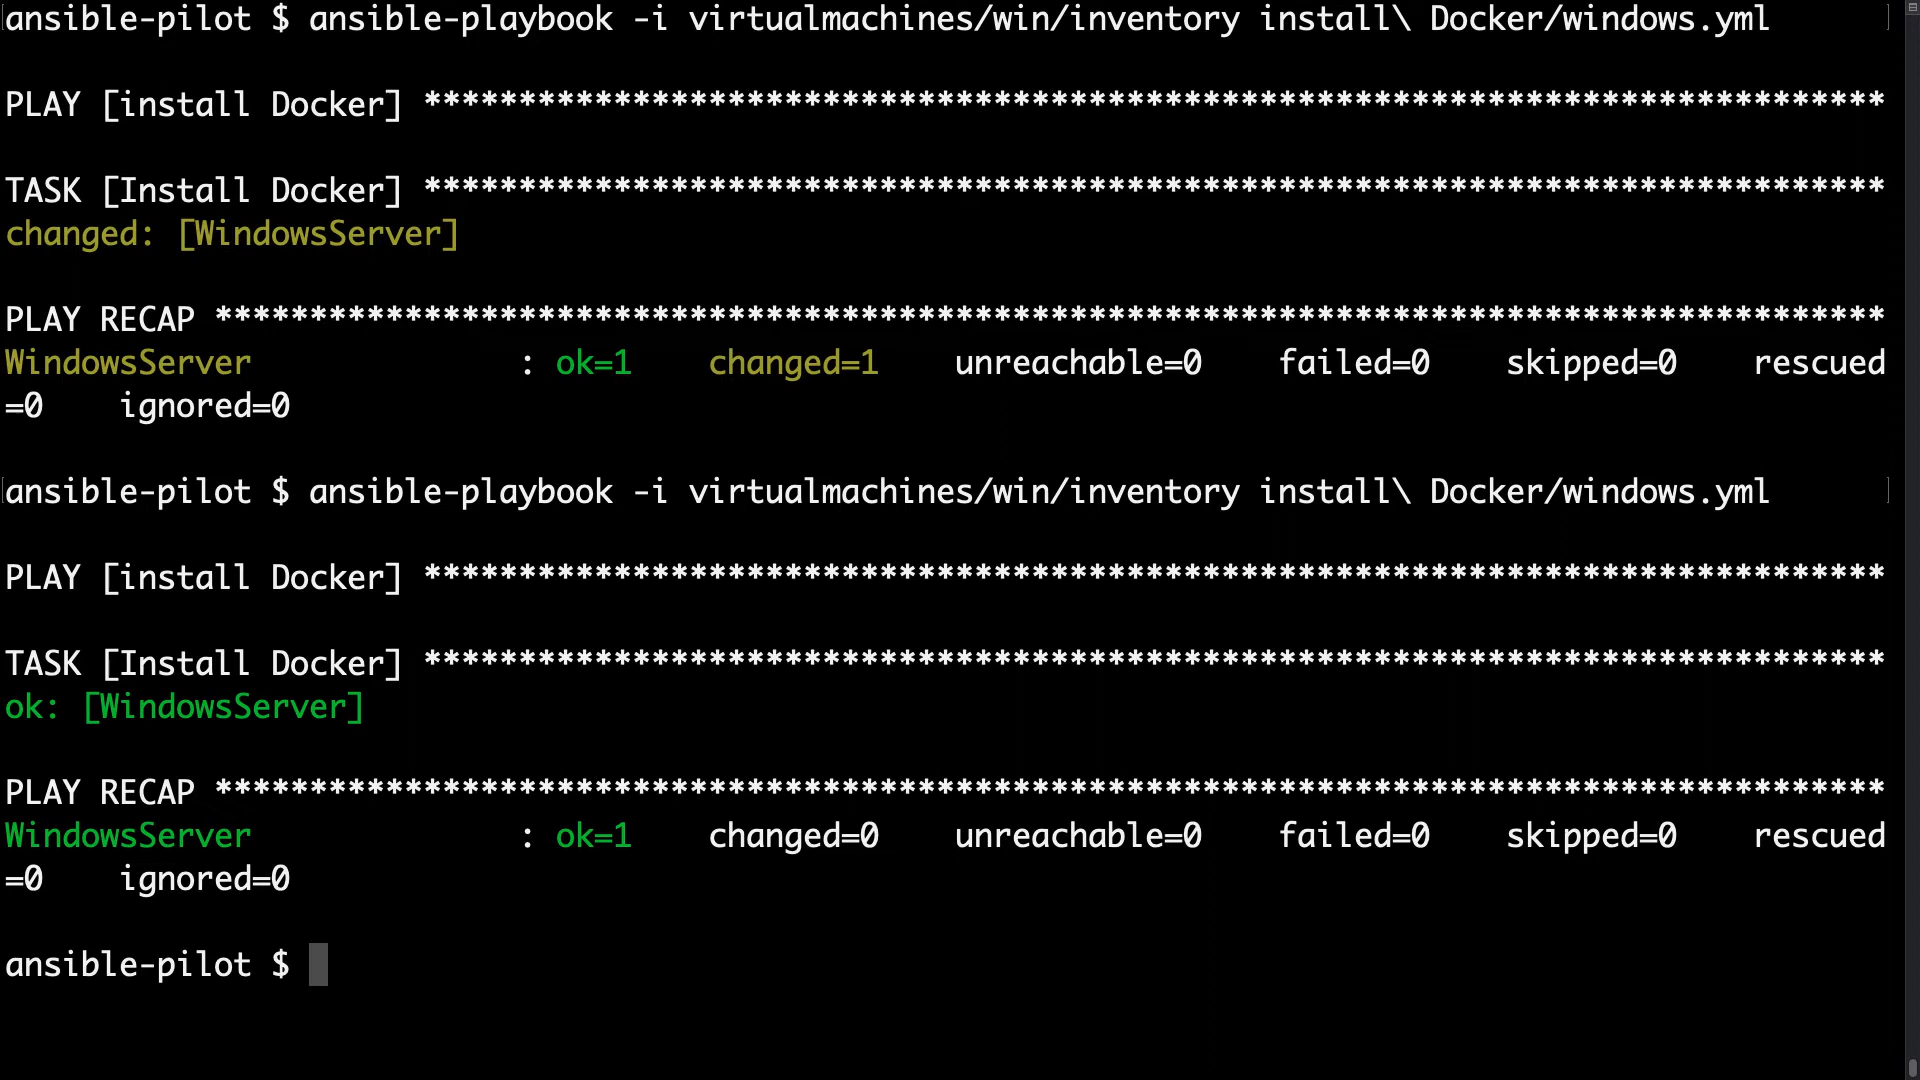 ansible-pilot $ ansible-playbook -i virtualmachines/win/inventory install\ Docker/windows.yml
PLAY [install Docker] ******************************************************************************
TASK [Install Docker] ******************************************************************************
changed: [WindowsServer]
PLAY RECAP *****************************************************************************************
WindowsServer : ok=1 changed=1 unreachable=0 failed=0 skipped=0 rescued
=0 ignored=0
ansible-pilot $ ansible-playbook -i virtualmachines/win/inventory install\ Docker/windows.yml
PLAY [install Docker] ******************************************************************************
TASK [Install Docker] ******************************************************************************
ok: [WindowsServer]
PLAY RECAP *****************************************************************************************
WindowsServer : ok=1 changed=0 unreachable=0 failed=0 skipped=0 rescued
=0 ignored=0
ansible-pilot $